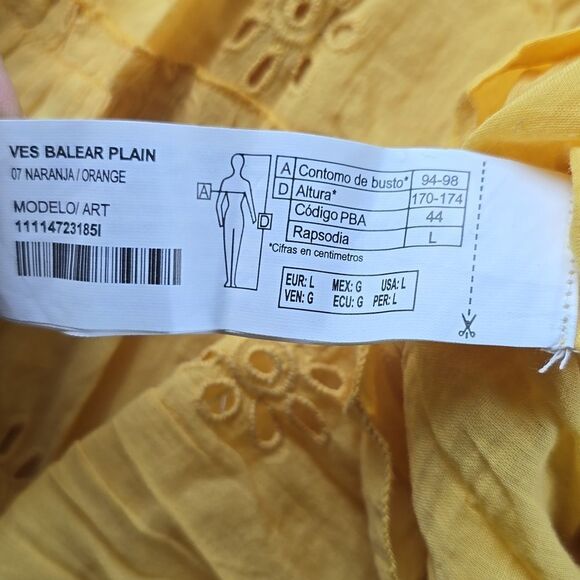 VES BALEAR PLAIN
07 NARANJA / ORANGE
MODELO/ ART
11114723185I
A
D
A Contorno de busto* 94-98
D Altura* 170-174
Código PBA 44
Rapsodia L
*Cifras en centimetros
EUR: L MEX: G USA: L
VEN: G ECU: G PER: L